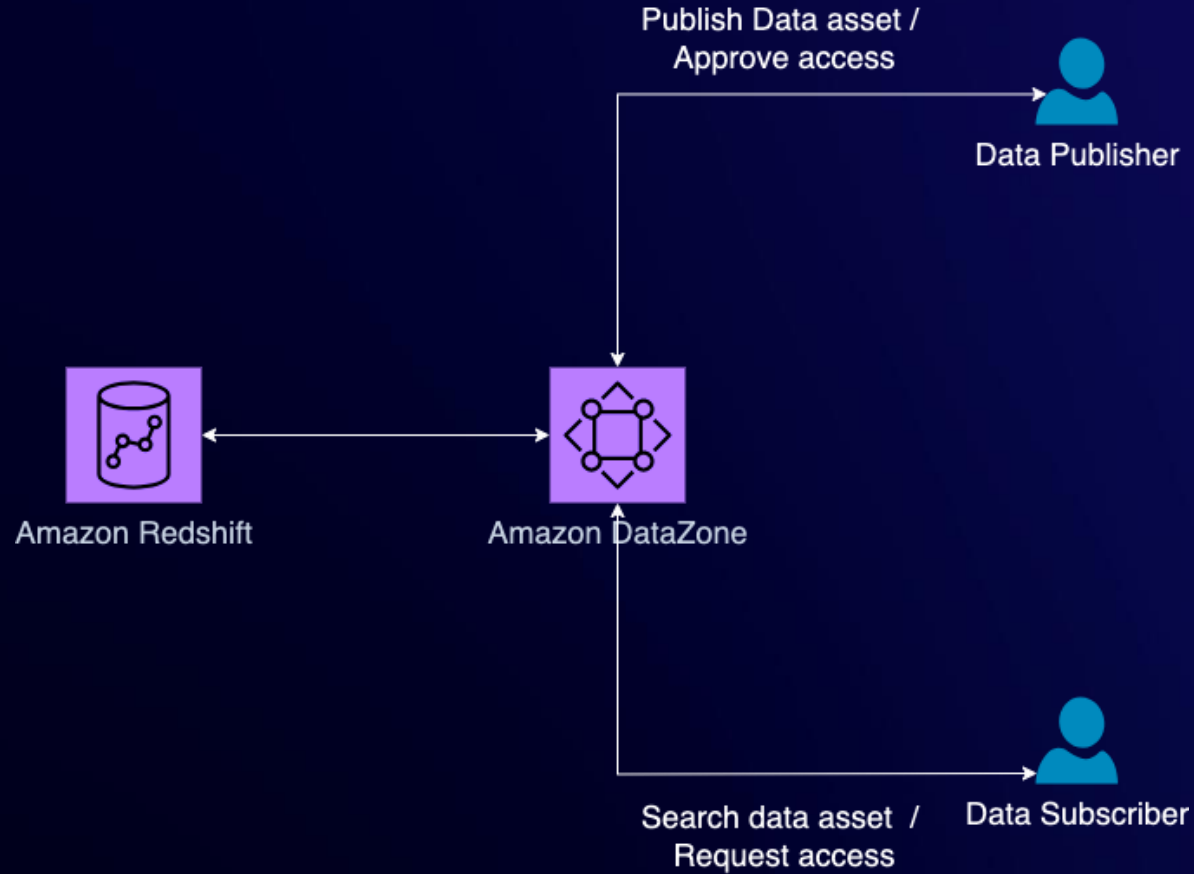 Publish Data asset /
Approve access
Data Publisher
Amazon Redshift
Amazon DataZone
Search data asset /
Request access
Data Subscriber